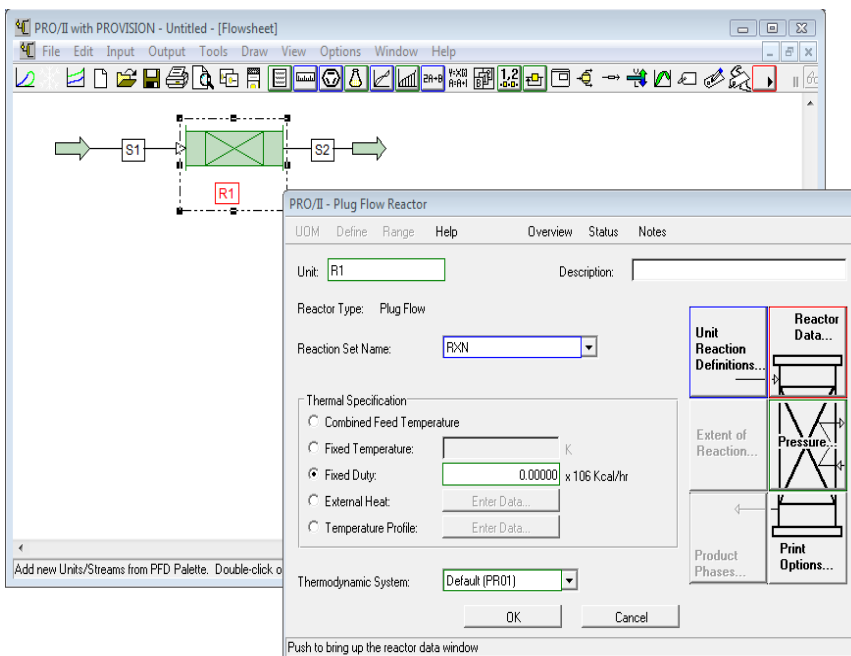 PRO/II with PROVISION - Untitled - [Flowsheet]
File Edit Input Output Tools Draw View Options Window Help
2A+B
1,2
S1
S2
R1
PRO/II - Plug Flow Reactor
UOM Define Range Help Overview Status Notes
Unit: R1 Description:
Reactor Type: Plug Flow
Reaction Set Name: RXN
Unit Reaction Definitions...
Reactor Data...
Thermal Specification
Combined Feed Temperature
Fixed Temperature: K
Fixed Duty: 0.00000 x 106 Kcal/hr
External Heat: Enter Data...
Temperature Profile: Enter Data...
Extent of Reaction...
Pressure...
Product Phases...
Print Options...
Thermodynamic System: Default (PR01)
OK Cancel
Add new Units/Streams from PFD Palette. Double-click o
Push to bring up the reactor data window